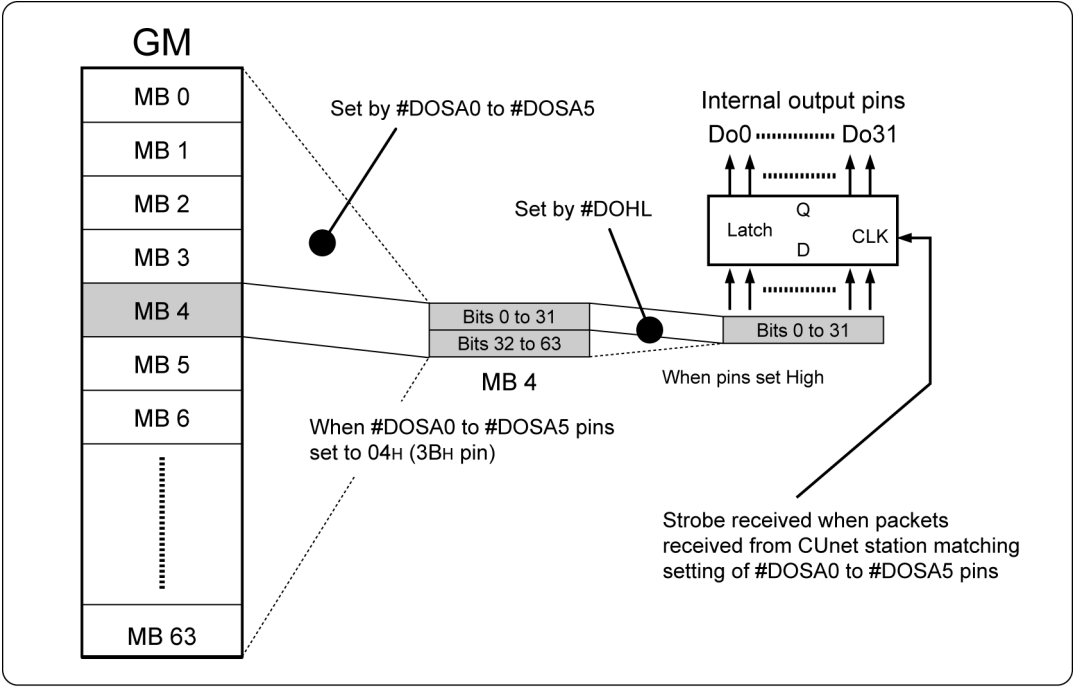 GM
MB 0
MB 1
MB 2
MB 3
MB 4
MB 5
MB 6
MB 63
Set by #DOSA0 to #DOSA5
Set by #DOHL
Bits 0 to 31
Bits 32 to 63
MB 4
When #DOSA0 to #DOSA5 pins
set to 04H (3BH pin)
Internal output pins
Do0 Do31
Q
Latch CLK
D
Bits 0 to 31
When pins set High
Strobe received when packets
received from CUnet station matching
setting of #DOSA0 to #DOSA5 pins